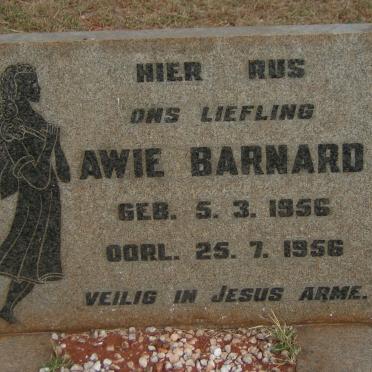 HIER RUS
ONS LIEFLING
AWIE BARNARD
GEB. 5. 3. 1956
OORL. 25. 7. 1956
VEILIG IN JESUS ARME.